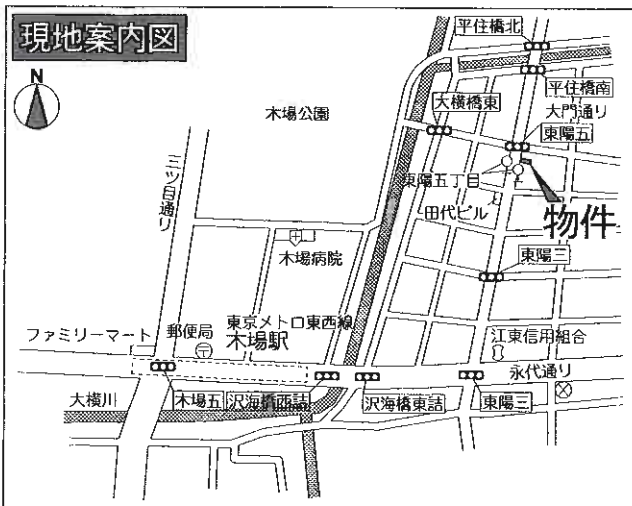 現地案内図
N
平住橋北
平住橋南
大横橋東
大門通り
東陽五
木場公園
三ツ目通り
東陽五丁目
田代ビル
物件
木場病院
東陽三
ファミリーマート
郵便局
東京メトロ東西線
木場駅
江東信用組合
永代通り
大横川
木場五
沢海橋西詰
沢海橋東詰
東陽三